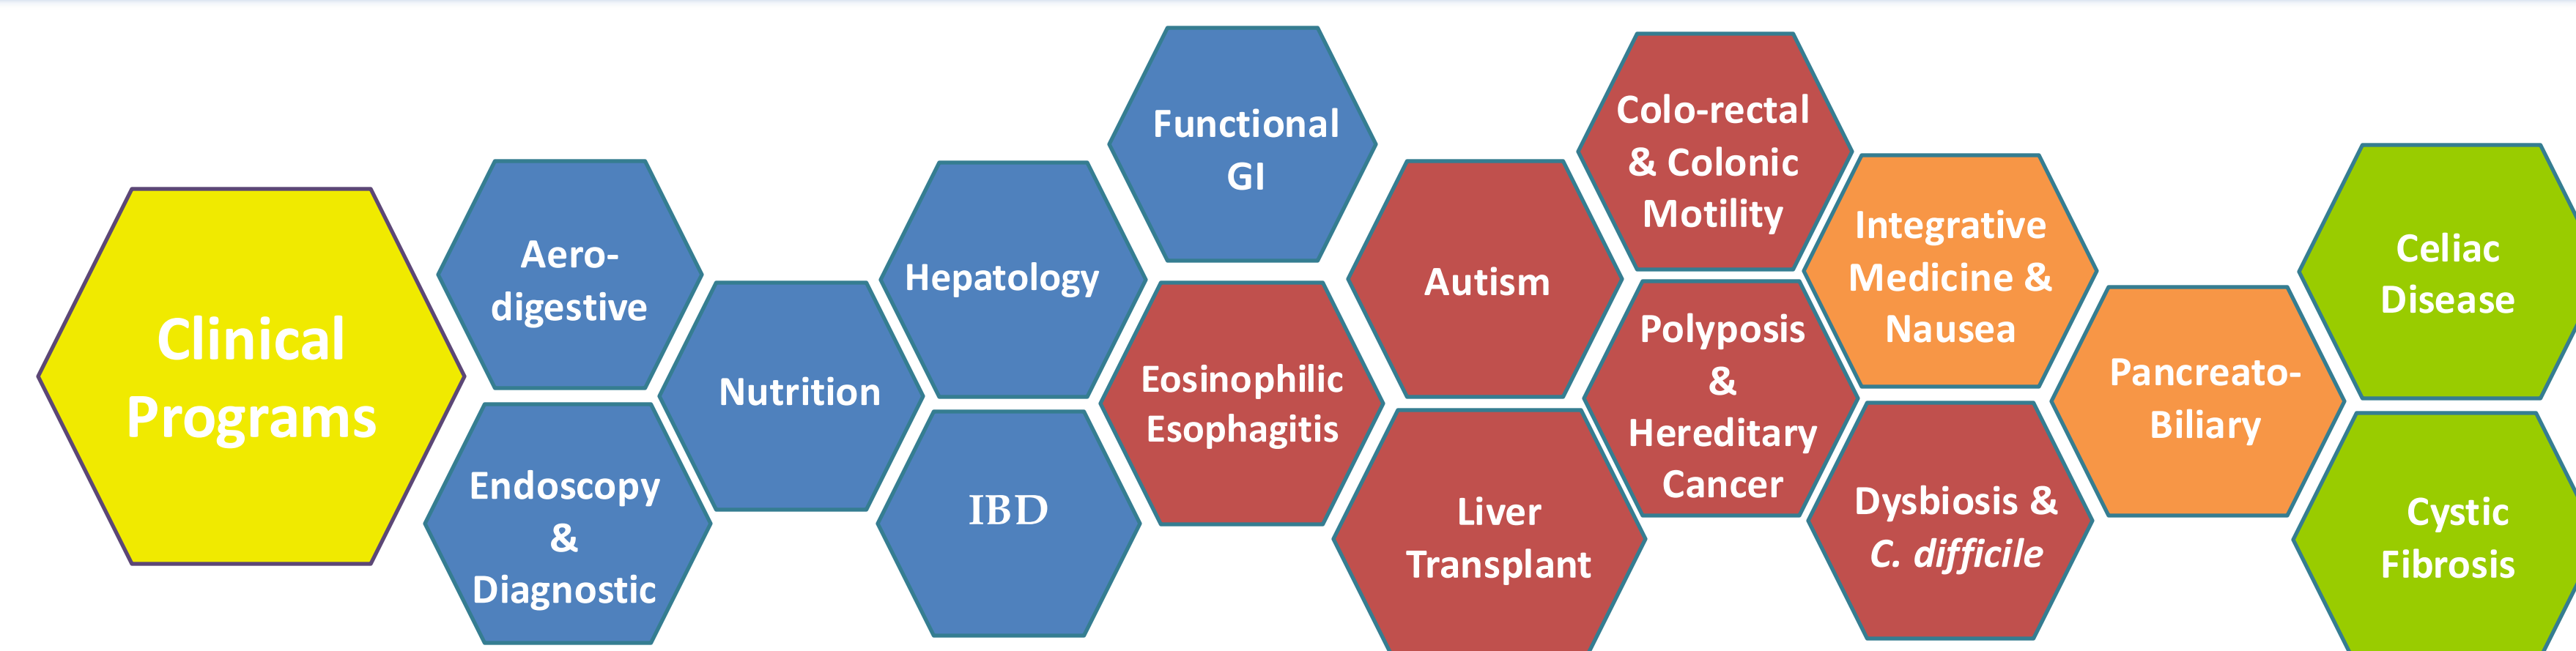 Clinical
Programs
Aero-
digestive
Endoscopy
&
Diagnostic
Nutrition
Hepatology
IBD
Functional
GI
Eosinophilic
Esophagitis
Autism
Liver
Transplant
Colo-rectal
& Colonic
Motility
Polyposis
&
Hereditary
Cancer
Integrative
Medicine &
Nausea
Dysbiosis &
C. difficile
Pancreato-
Biliary
Celiac
Disease
Cystic
Fibrosis